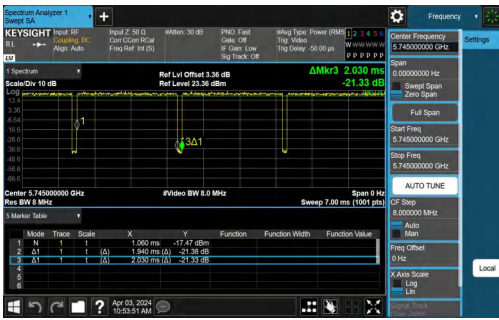 Spectrum Analyzer 1
Swept SA
+
Frequency
KEYSIGHT
RL
LXI
Input: RF
Coupling: DC
Align: Auto
Input Z: 50 Ω
Corr CCorr RCal
Freq Ref: Int (S)
#Atten: 30 dB
PNO: Fast
Gate: Off
IF Gain: Low
Sig Track: Off
#Avg Type: Power (RMS
Trig: Video
Trig Delay: -50.00 μs
1 2 3 4 5 6
W W W W W W
P P P P P P
Center Frequency
5.745000000 GHz
Settings
Span
0.00000000 Hz
Swept Span
Zero Span
Full Span
Start Freq
5.745000000 GHz
Stop Freq
5.745000000 GHz
AUTO TUNE
CF Step
8.000000 MHz
Auto
Man
Freq Offset
0 Hz
X Axis Scale
Log
Lin
Signal Track
Local
1 Spectrum
Scale/Div 10 dB
Log
Ref Lvl Offset 3.36 dB
Ref Level 23.36 dBm
ΔMkr3 2.030 ms
-21.33 dB
13.4
3.36
-6.64
-16.6
-26.6
-36.6
-46.6
-56.6
-66.6
1
3Δ1
Center 5.745000000 GHz
Res BW 8 MHz
#Video BW 8.0 MHz
Span 0 Hz
Sweep 7.00 ms (1001 pts)
5 Marker Table
Mode Trace Scale X Y Function Function Width Function Value
1 N 1 t 1.060 ms -17.47 dBm
2 Δ1 1 t (Δ) 1.940 ms (Δ) -21.38 dB
3 Δ1 1 t (Δ) 2.030 ms (Δ) -21.33 dB
4
5
6
?
Apr 03, 2024
10:53:51 AM